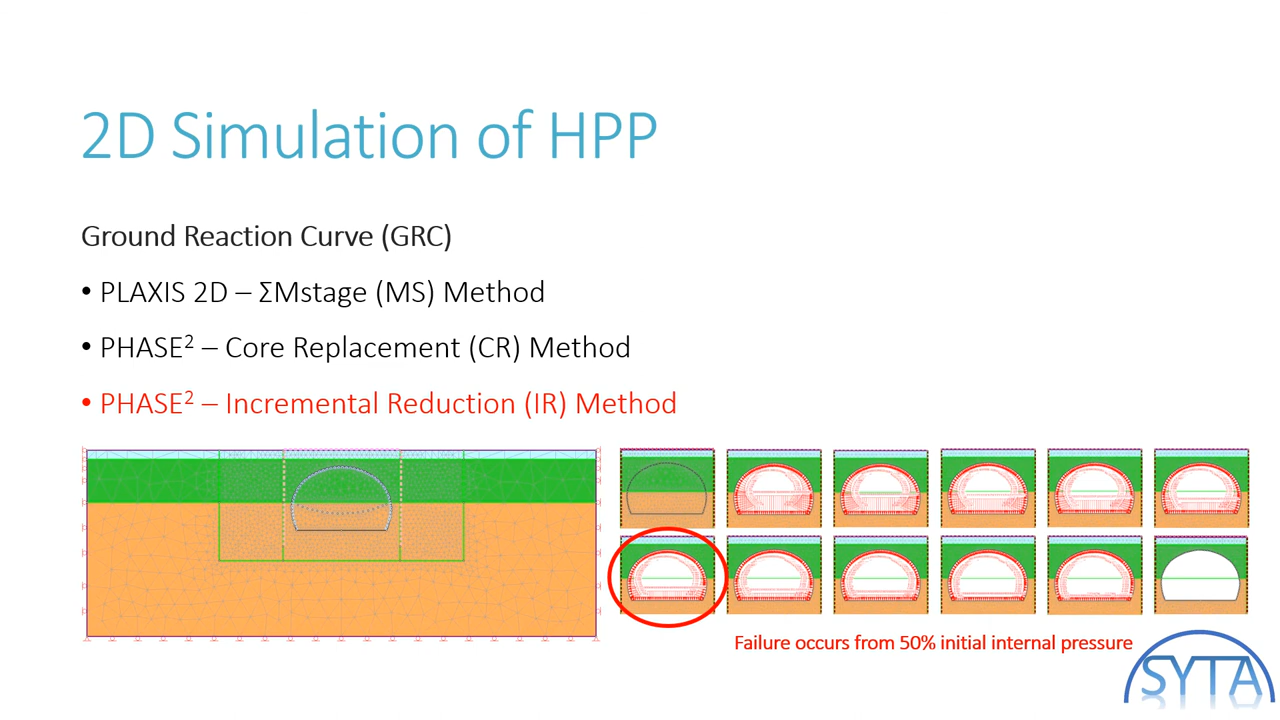 2D Simulation of HPP
Ground Reaction Curve (GRC)
• PLAXIS 2D – ΣMstage (MS) Method
• PHASE² – Core Replacement (CR) Method
• PHASE² – Incremental Reduction (IR) Method
Failure occurs from 50% initial internal pressure
SYTA